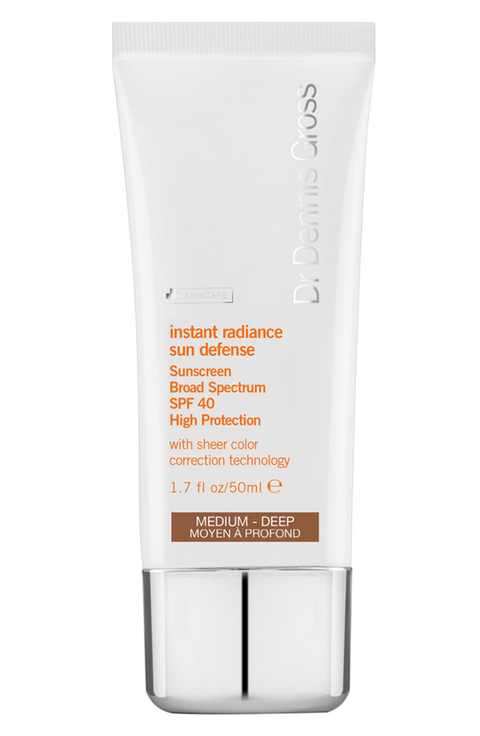 Dr Dennis Gross
SKINCARE
instant radiance
sun defense
Sunscreen
Broad Spectrum
SPF 40
High Protection
with sheer color
correction technology
1.7 fl oz/50ml ℮
MEDIUM - DEEP
MOYEN À PROFOND